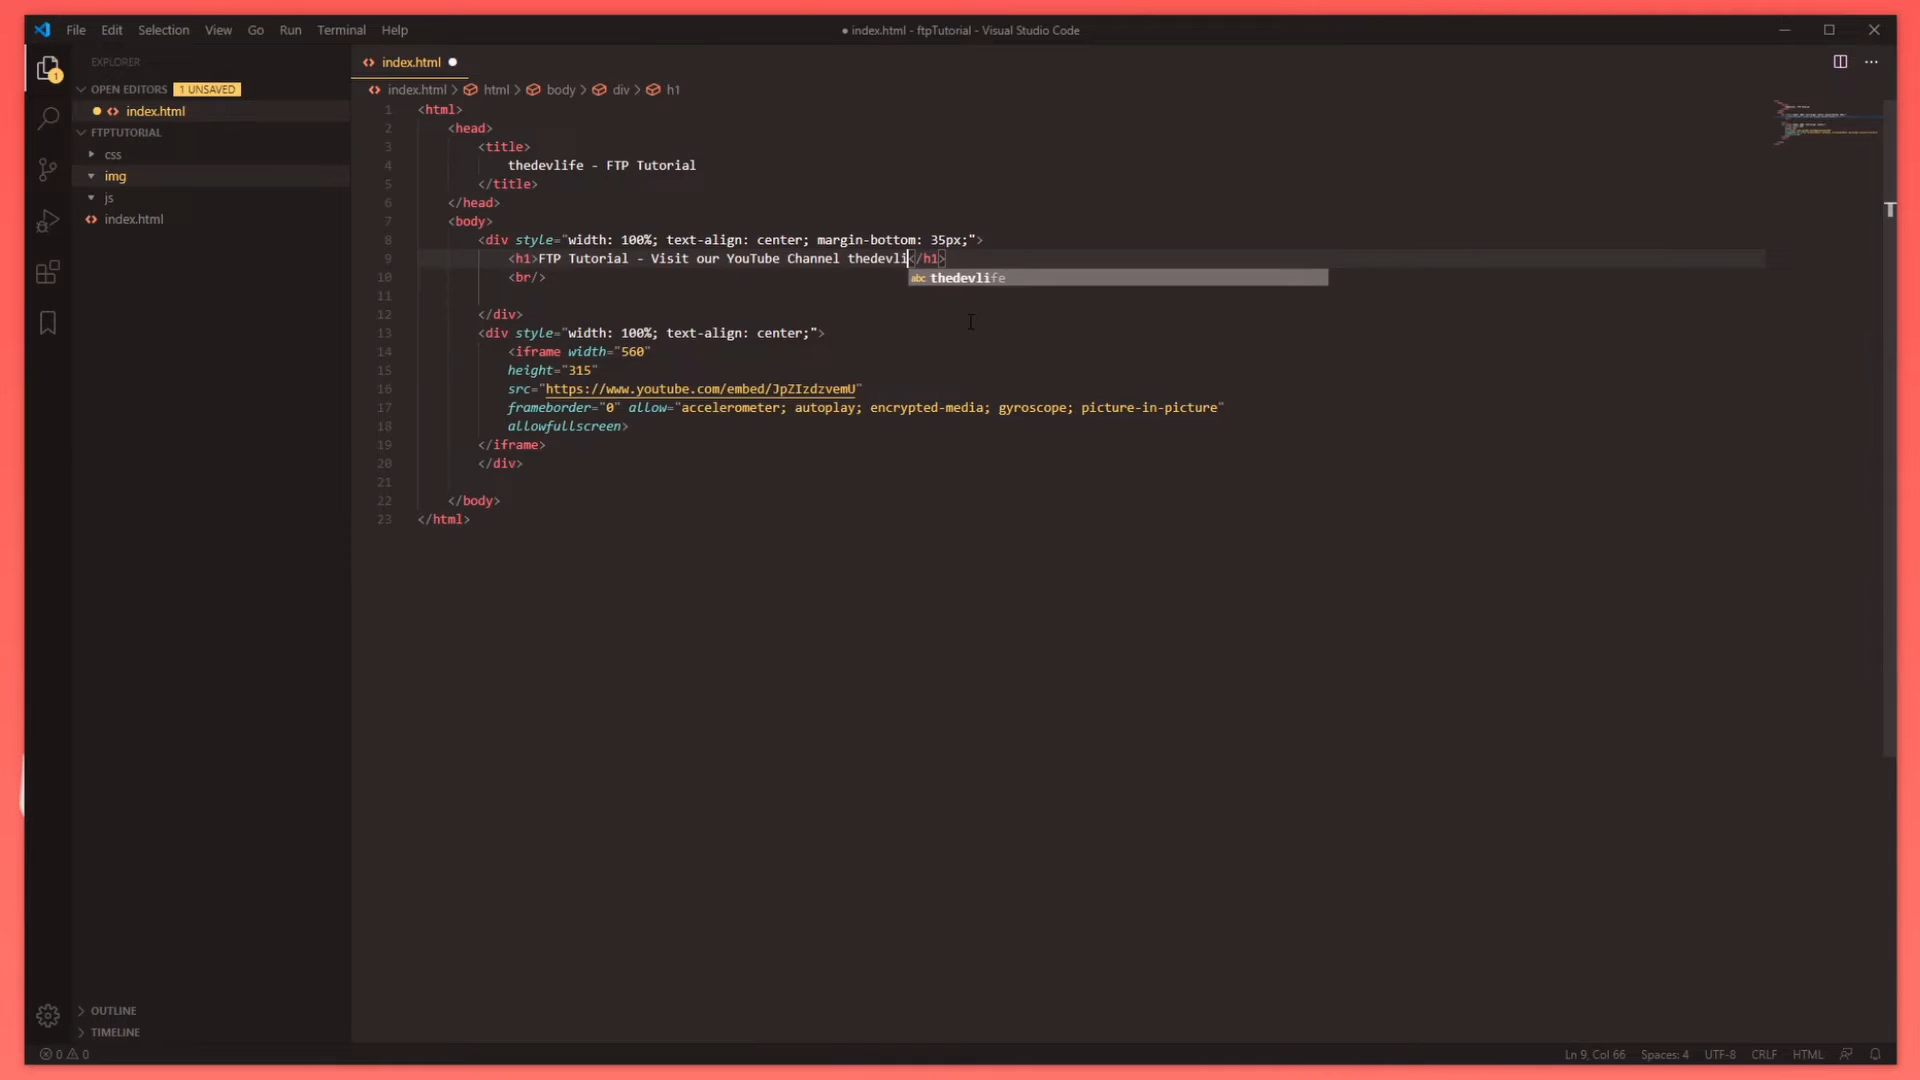 File Edit Selection View Go Run Terminal Help
● index.html - ftpTutorial - Visual Studio Code
EXPLORER
OPEN EDITORS 1 UNSAVED
index.html
FTPTUTORIAL
css
img
js
index.html
1
index.html
index.html > html > body > div > h1
1 <html>
2 <head>
3 <title>
4 thedevlife - FTP Tutorial
5 </title>
6 </head>
7 <body>
8 <div style="width: 100%; text-align: center; margin-bottom: 35px;">
9 <h1>FTP Tutorial - Visit our YouTube Channel thedevli</h1>
10 <br/>
abc thedevlife
11
12 </div>
13 <div style="width: 100%; text-align: center;">
14 <iframe width="560"
15 height="315"
16 src="https://www.youtube.com/embed/JpZIzdzvemU"
17 frameborder="0" allow="accelerometer; autoplay; encrypted-media; gyroscope; picture-in-picture"
18 allowfullscreen>
19 </iframe>
20 </div>
21
22 </body>
23 </html>
T
OUTLINE
TIMELINE
0 0
Ln 9, Col 66 Spaces: 4 UTF-8 CRLF HTML